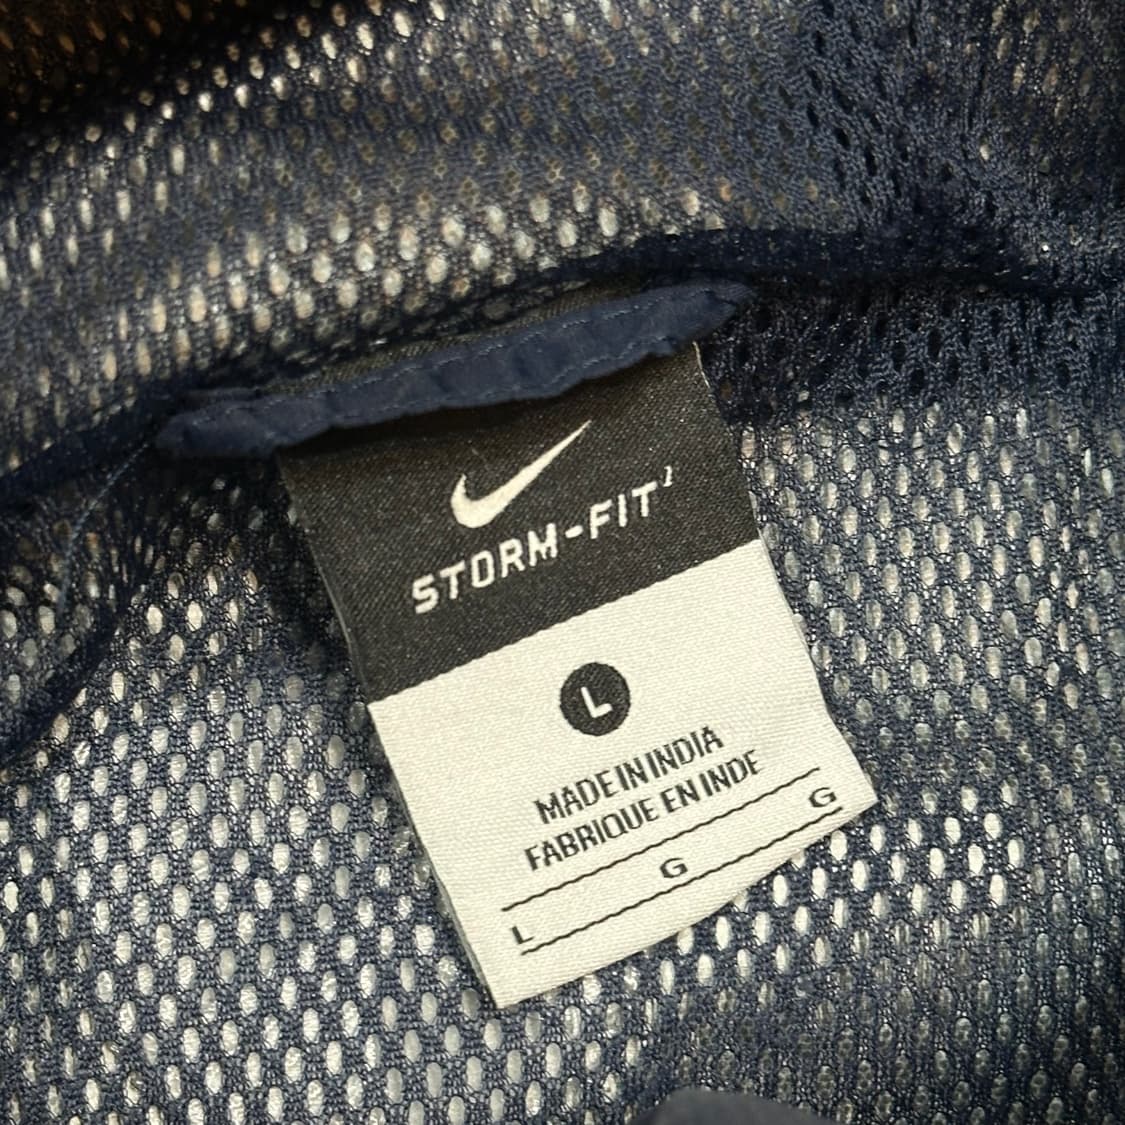 STORM-FIT
L
MADE IN INDIA
FABRIQUE EN INDE
L G G